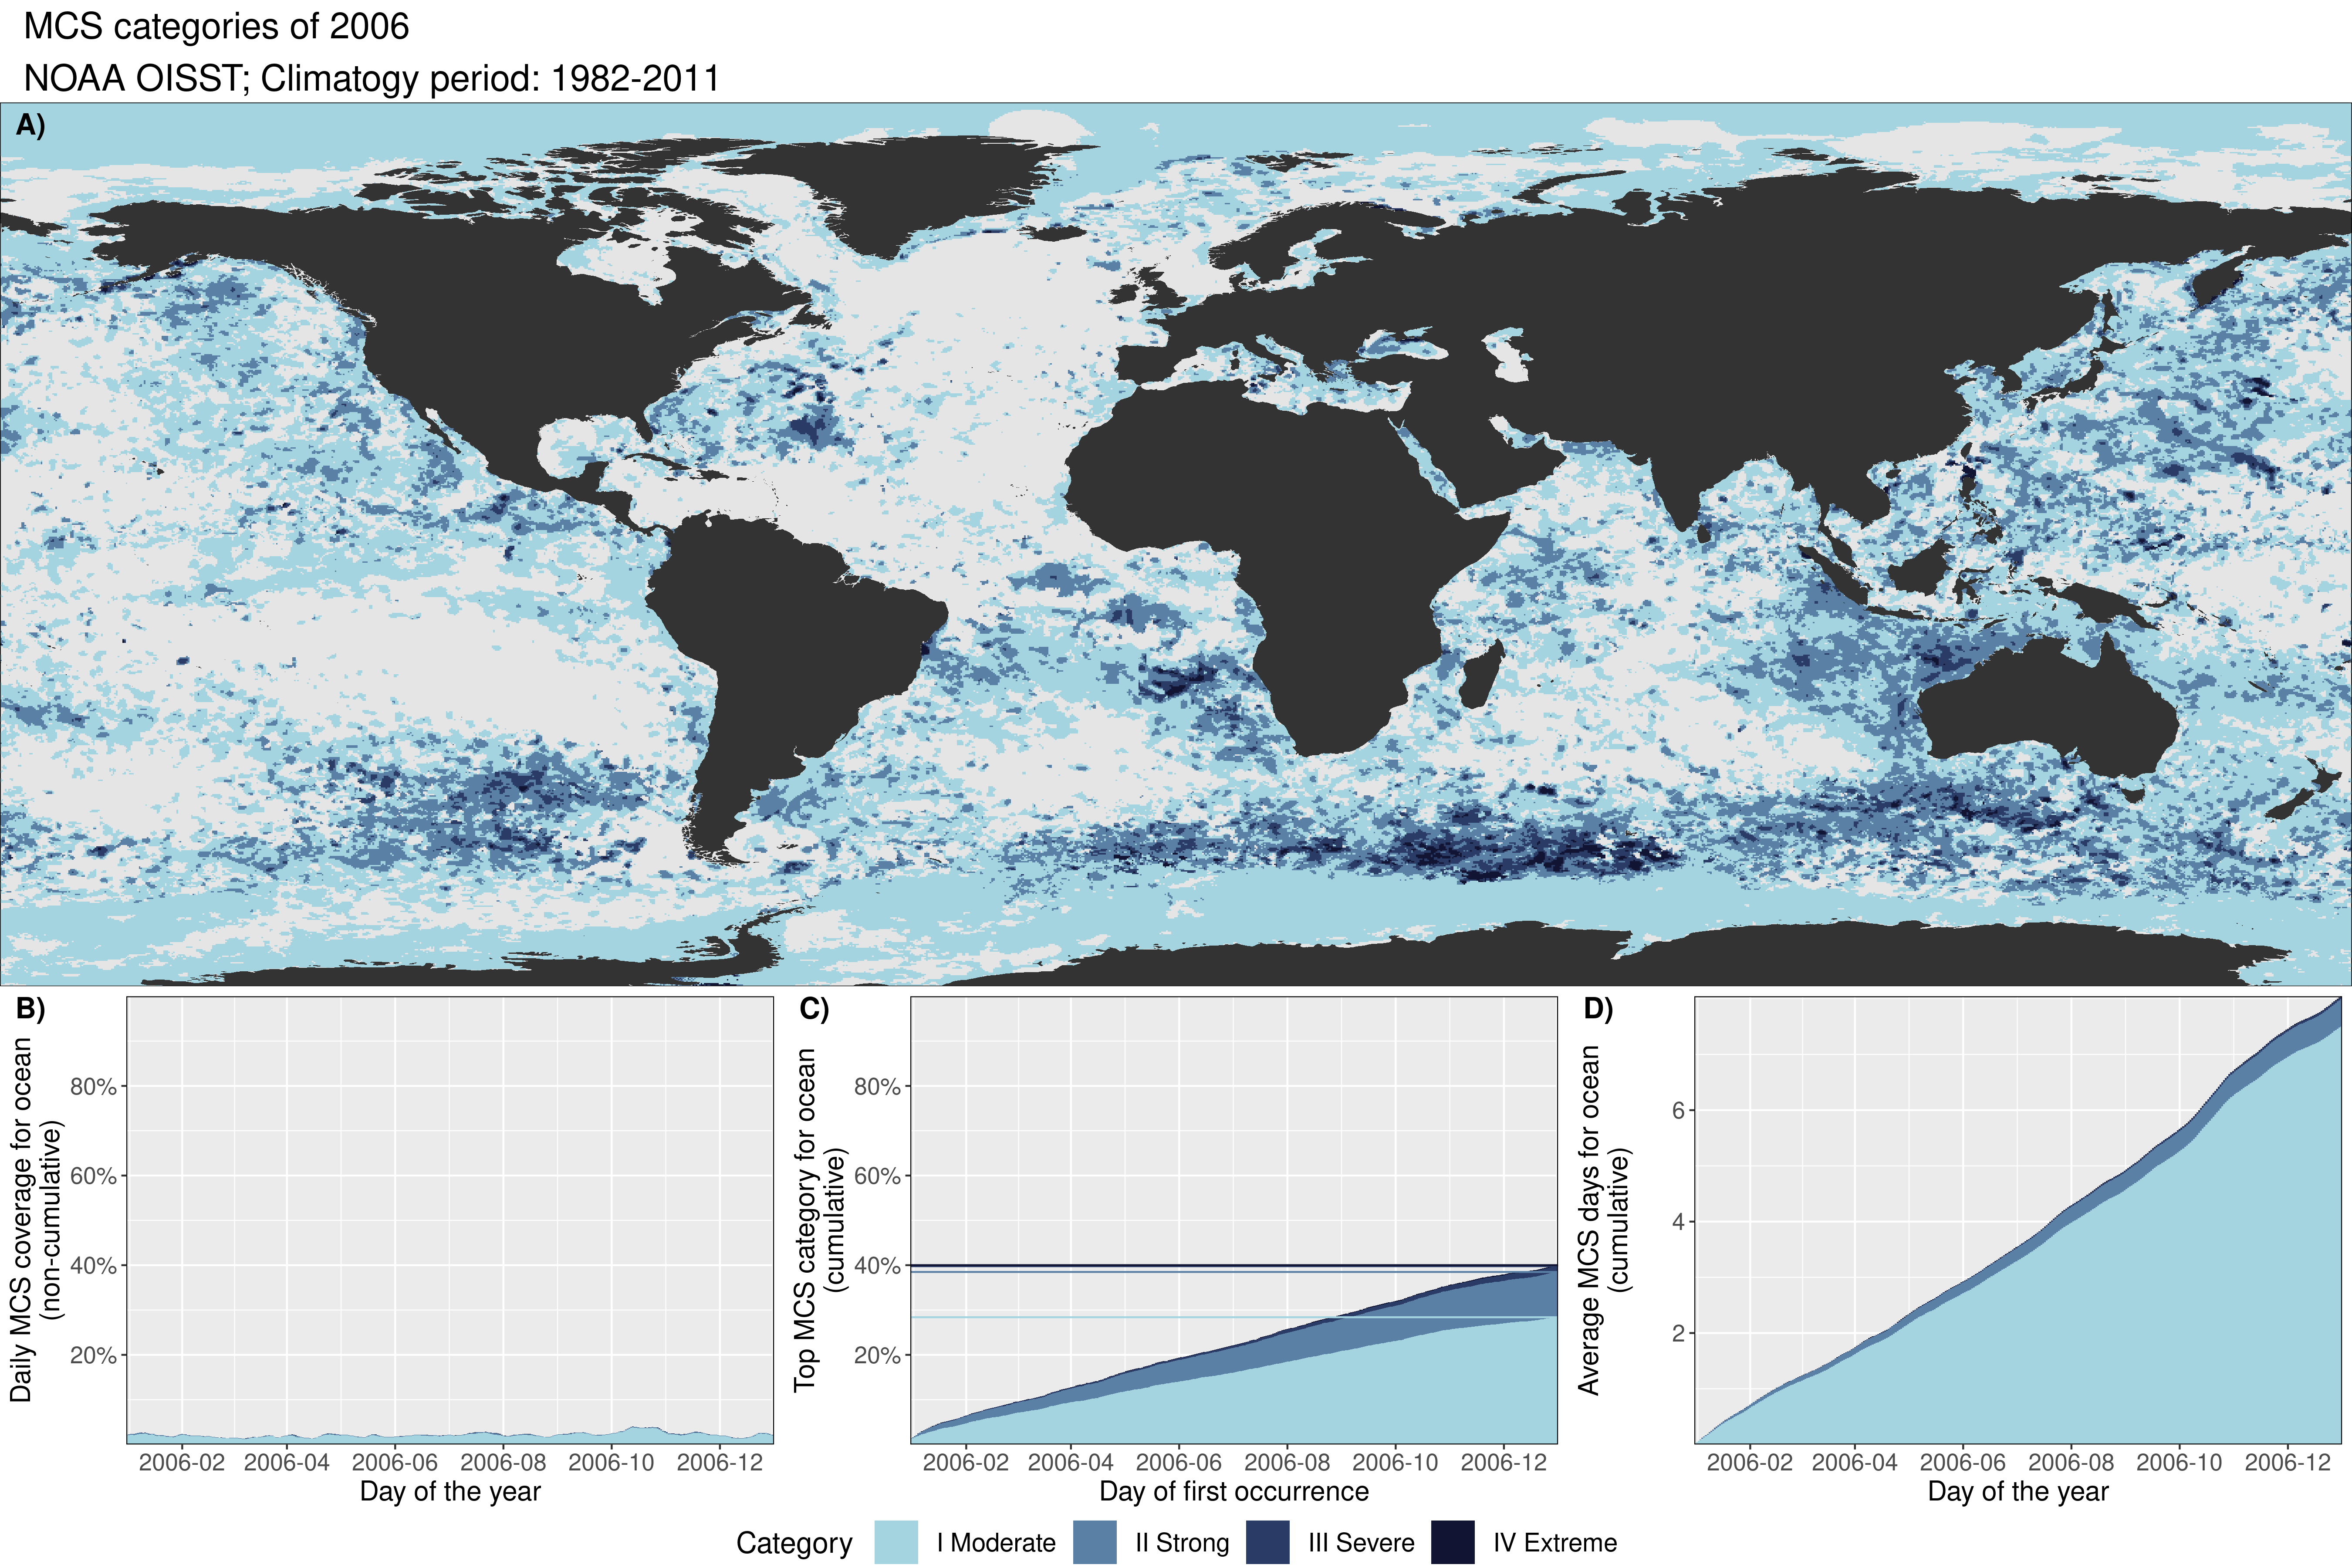 MCS categories of 2006
NOAA OISST; Climatogy period: 1982-2011
A)
B)
Daily MCS coverage for ocean
(non-cumulative)
80%
60%
40%
20%
2006-02 2006-04 2006-06 2006-08 2006-10 2006-12
Day of the year
C)
Top MCS category for ocean
(cumulative)
80%
60%
40%
20%
2006-02 2006-04 2006-06 2006-08 2006-10 2006-12
Day of first occurrence
D)
Average MCS days for ocean
(cumulative)
6
4
2
2006-02 2006-04 2006-06 2006-08 2006-10 2006-12
Day of the year
Category I Moderate II Strong III Severe IV Extreme